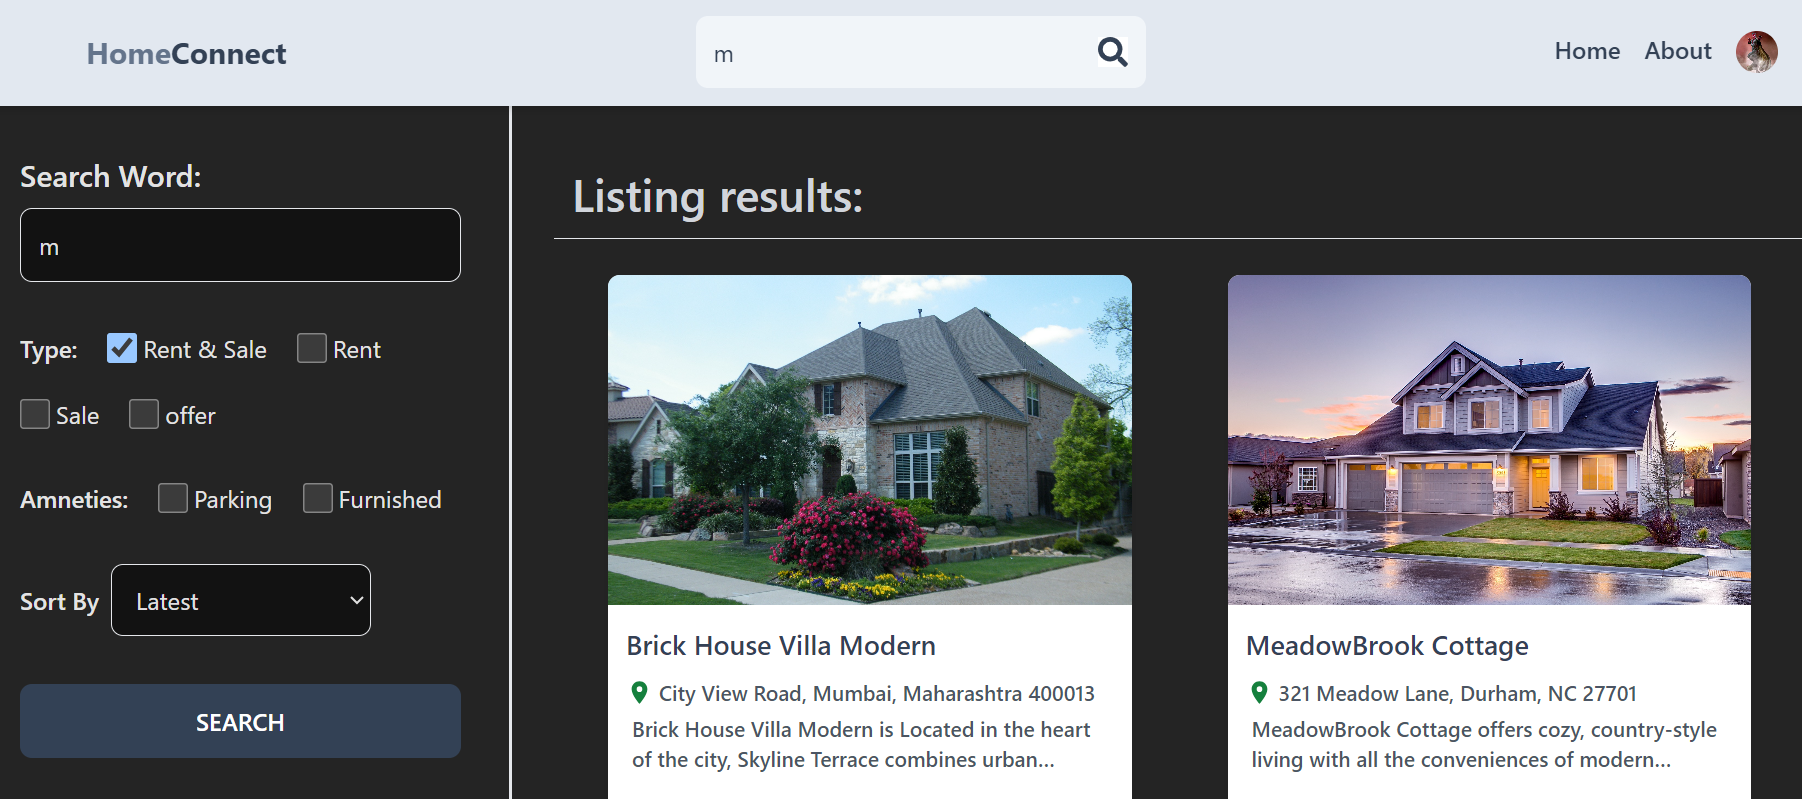 HomeConnect
m
Home About
Search Word:
m
Type: Rent & Sale Rent
Sale offer
Amneties: Parking Furnished
Sort By Latest
SEARCH
Listing results:
Brick House Villa Modern
City View Road, Mumbai, Maharashtra 400013
Brick House Villa Modern is Located in the heart
of the city, Skyline Terrace combines urban...
MeadowBrook Cottage
321 Meadow Lane, Durham, NC 27701
MeadowBrook Cottage offers cozy, country-style
living with all the conveniences of modern...